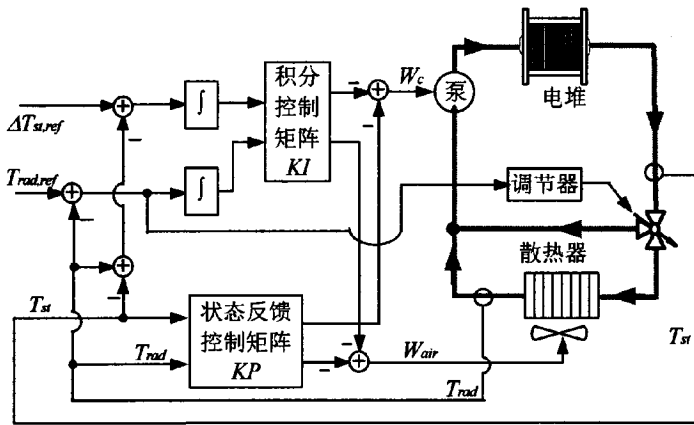 ΔTst,ref
Trad,ref
∫
∫
积分
控制
矩阵
KI
Wc
泵
电堆
调节器
散热器
Tst
Trad
状态反馈
控制矩阵
KP
Wair
Trad
Tst